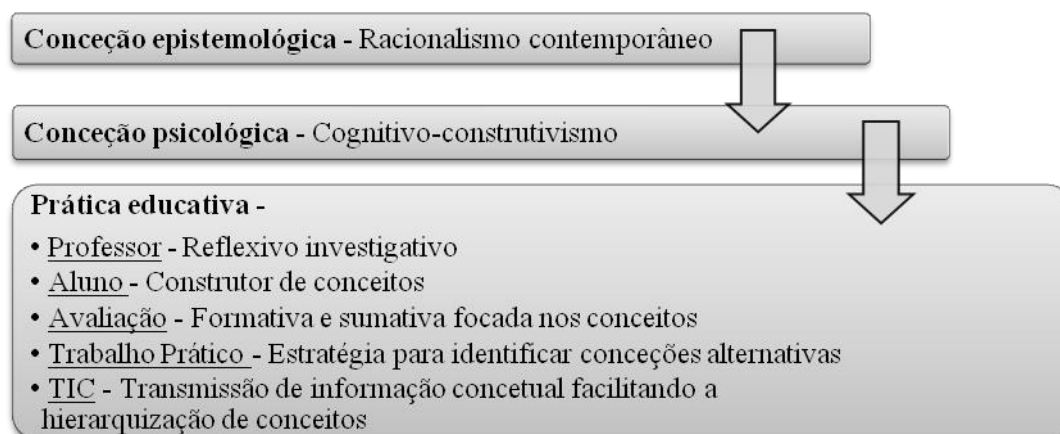 Conceção epistemológica - Racionalismo contemporâneo
Conceção psicológica - Cognitivo-construtivismo
Prática educativa -
• Professor - Reflexivo investigativo
• Aluno - Construtor de conceitos
• Avaliação - Formativa e sumativa focada nos conceitos
• Trabalho Prático - Estratégia para identificar conceções alternativas
• TIC - Transmissão de informação concetual facilitando a
hierarquização de conceitos